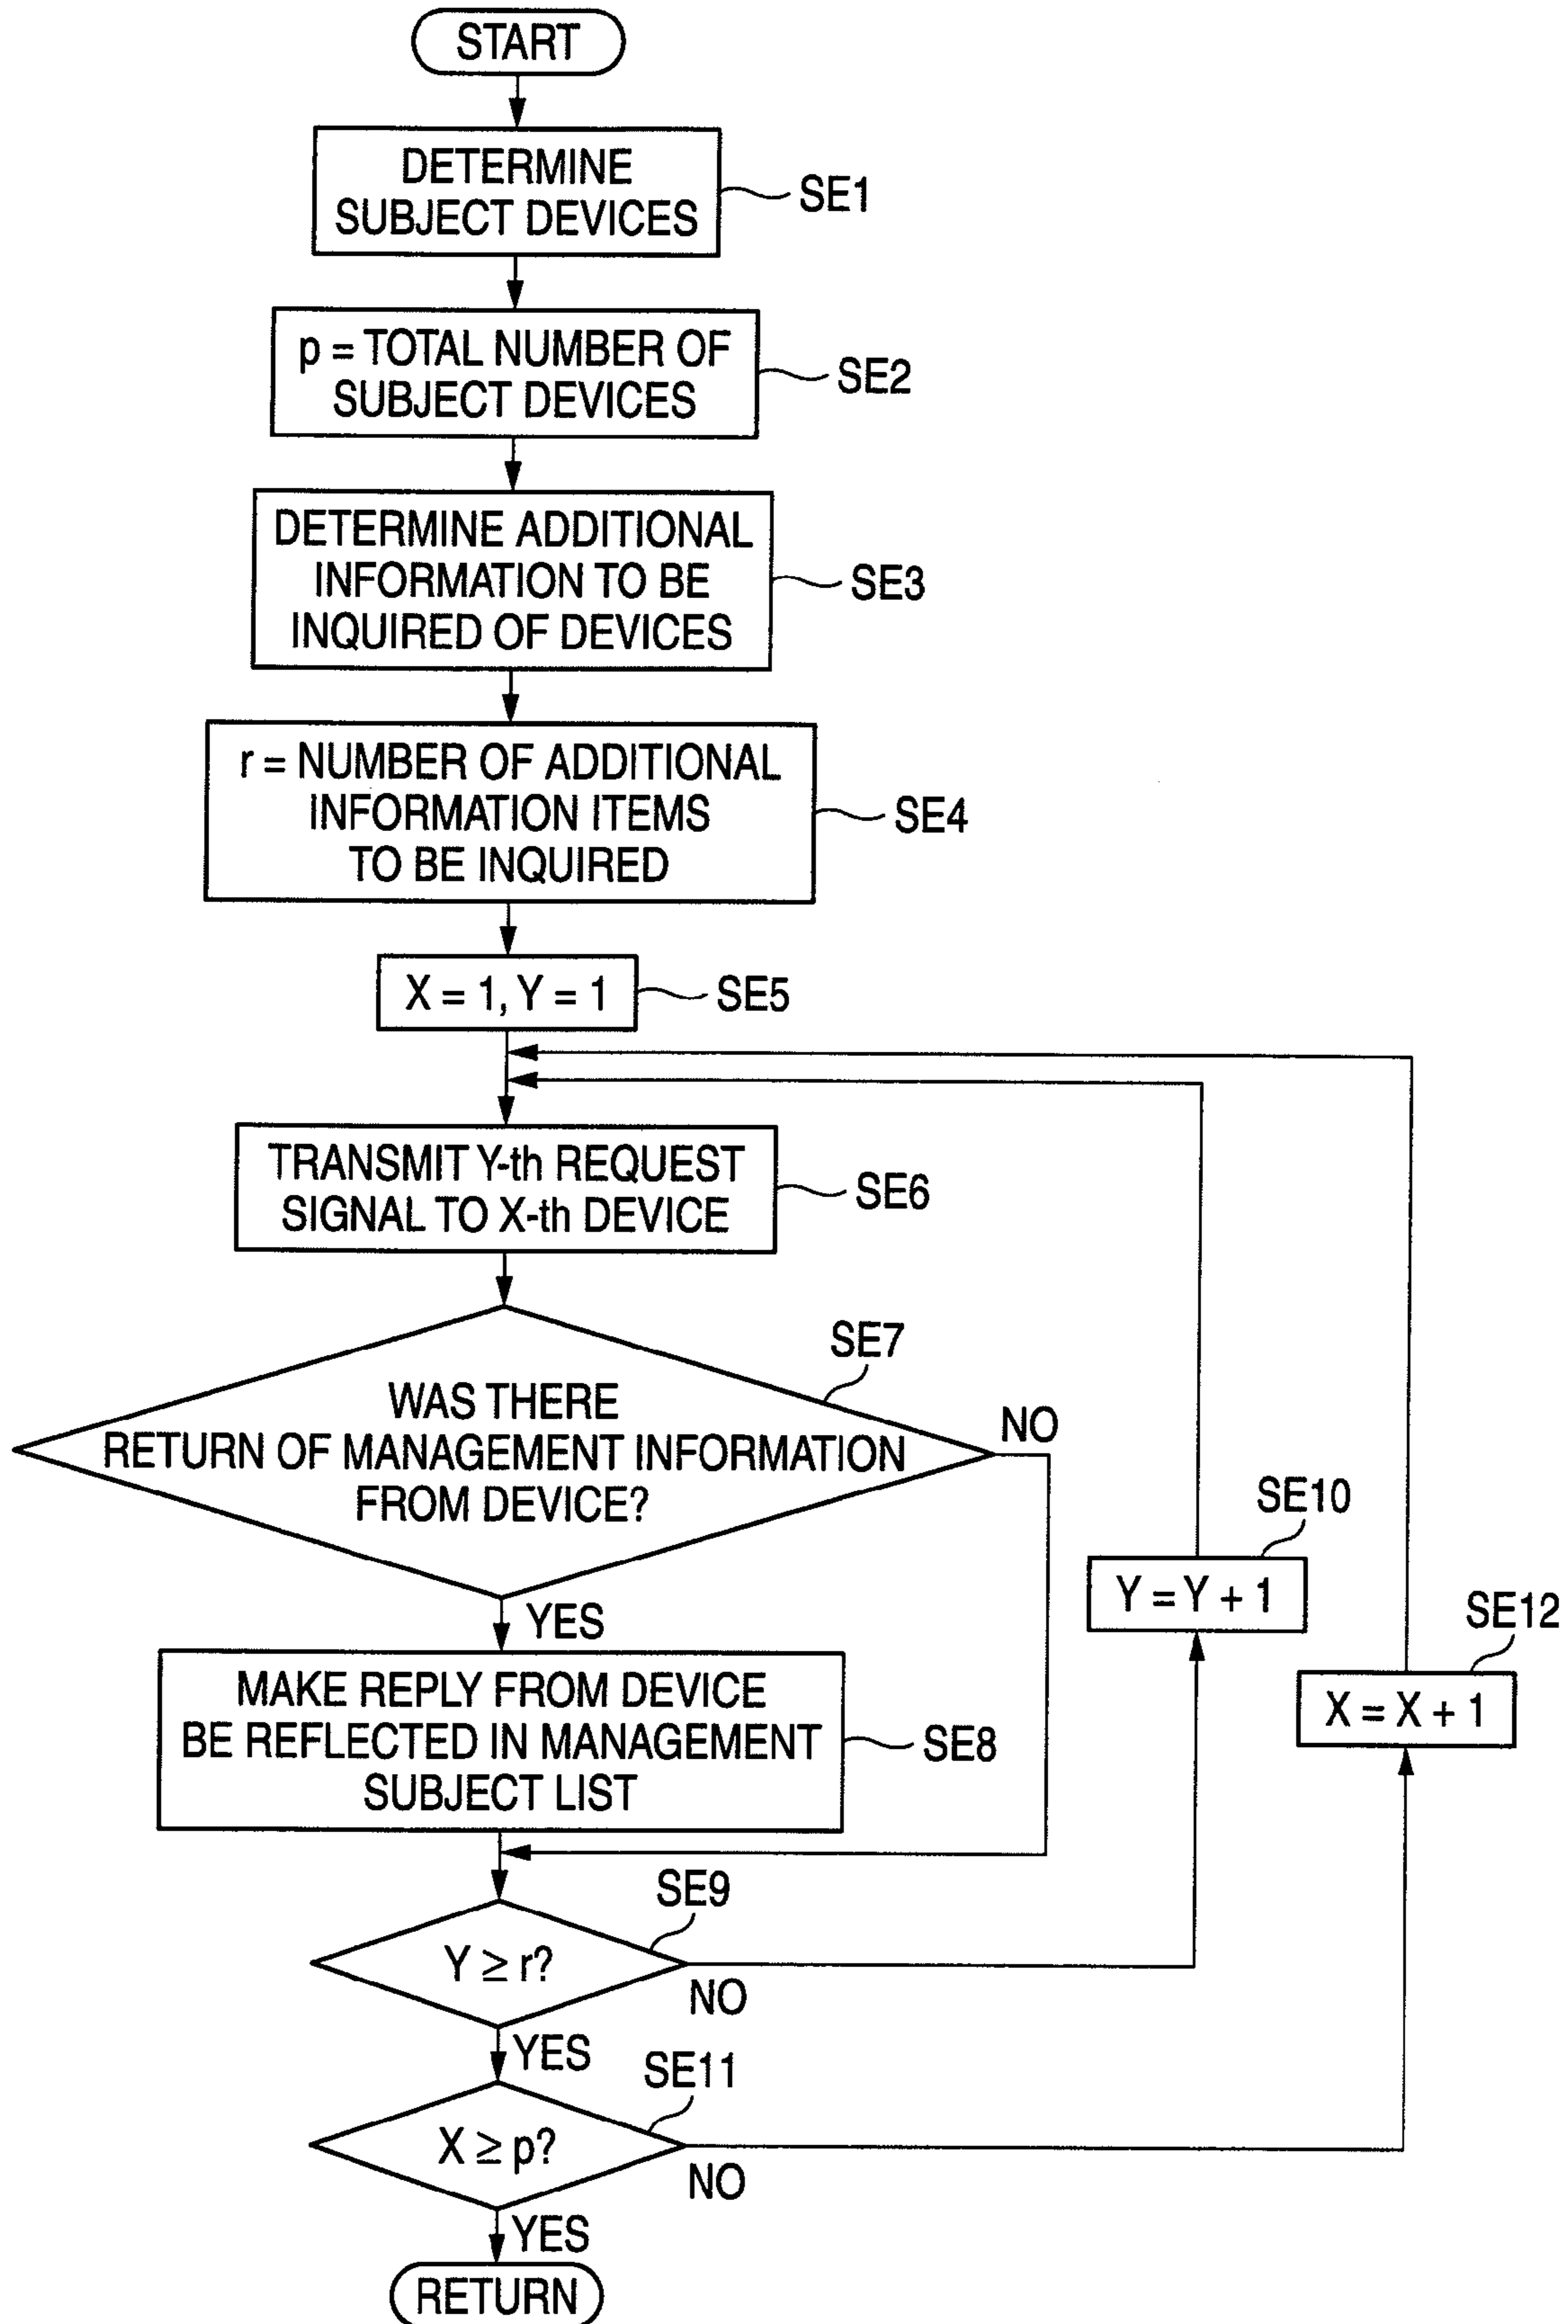 START
DETERMINE
SUBJECT DEVICES
SE1
p = TOTAL NUMBER OF
SUBJECT DEVICES
SE2
DETERMINE ADDITIONAL
INFORMATION TO BE
INQUIRED OF DEVICES
SE3
r = NUMBER OF ADDITIONAL
INFORMATION ITEMS
TO BE INQUIRED
SE4
X = 1, Y = 1
SE5
TRANSMIT Y-th REQUEST
SIGNAL TO X-th DEVICE
SE6
SE7
WAS THERE
RETURN OF MANAGEMENT INFORMATION
FROM DEVICE?
NO
YES
SE10
Y = Y + 1
SE12
X = X + 1
MAKE REPLY FROM DEVICE
BE REFLECTED IN MANAGEMENT
SUBJECT LIST
SE8
SE9
Y ≥ r?
NO
YES
SE11
X ≥ p?
NO
YES
RETURN